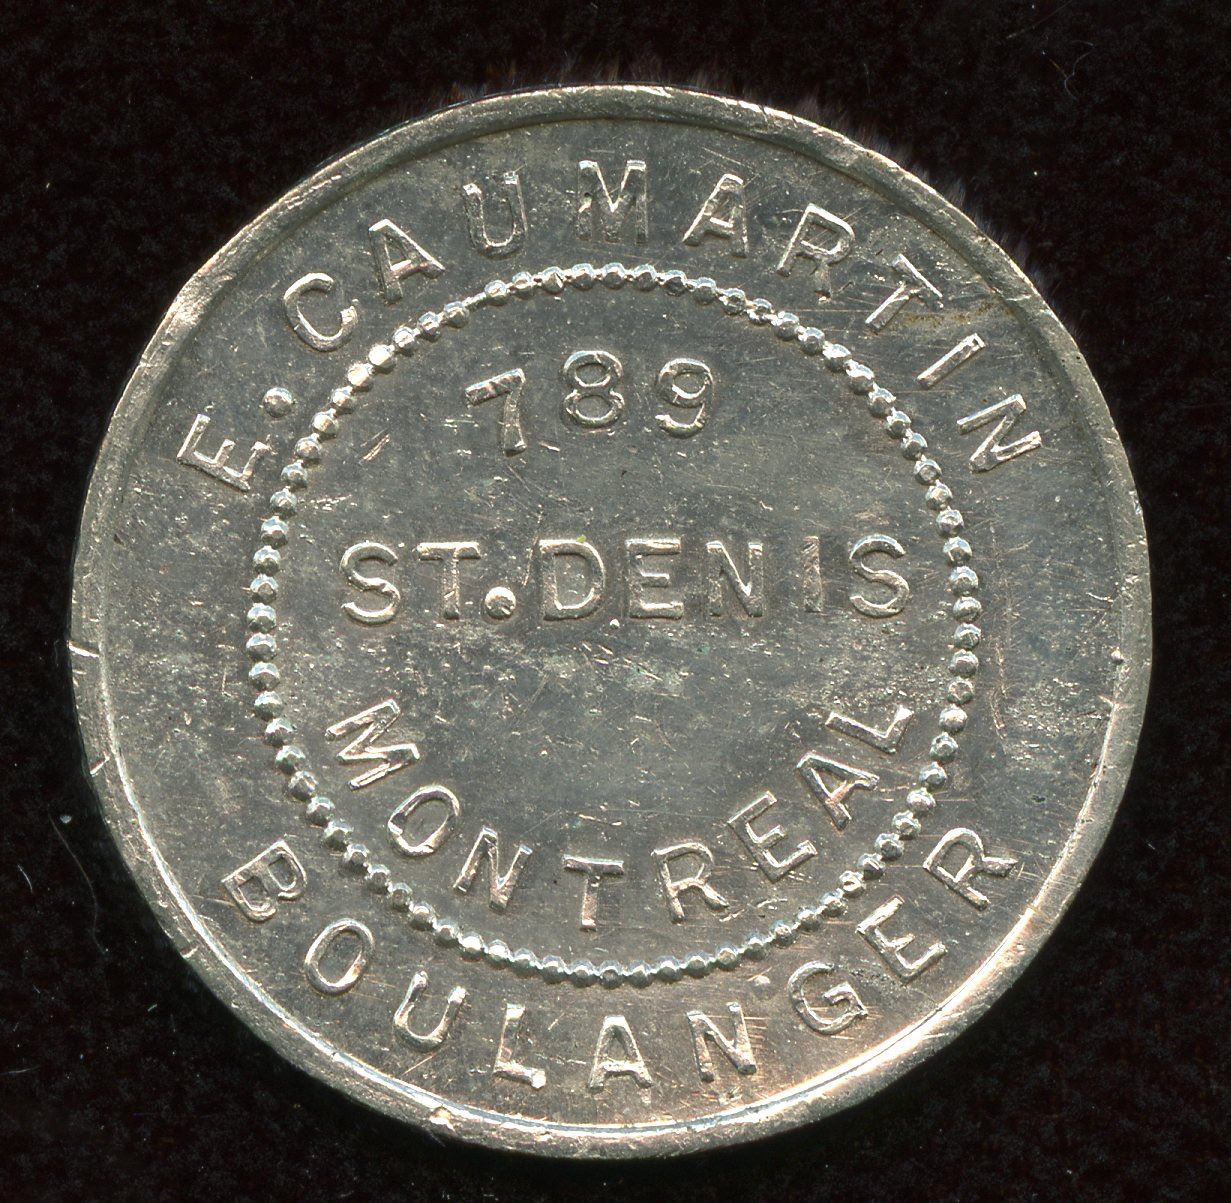 E. CAUMARTIN
789
ST. DENIS
MONTREAL
BOULANGER